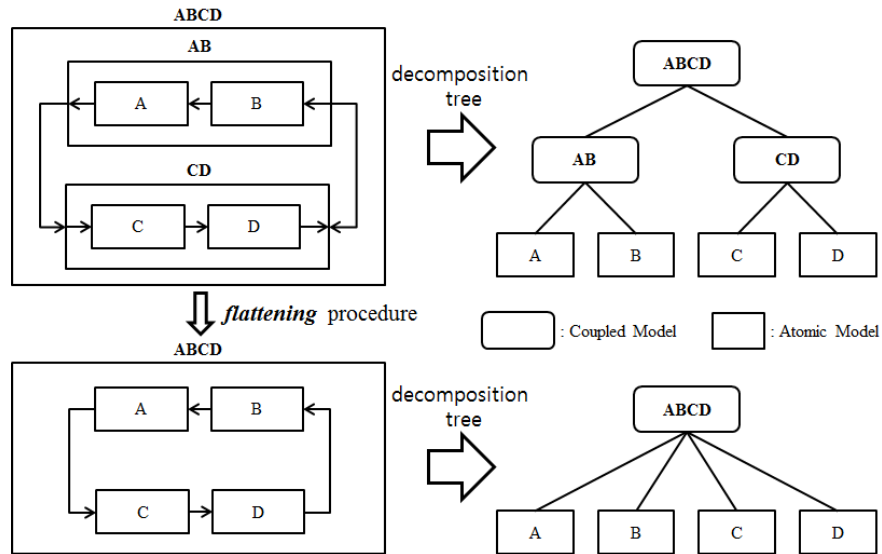 ABCD
AB
A
B
CD
C
D
decomposition
tree
ABCD
AB
CD
A
B
C
D
flattening procedure
: Coupled Model
: Atomic Model
ABCD
A
B
C
D
decomposition
tree
ABCD
A
B
C
D